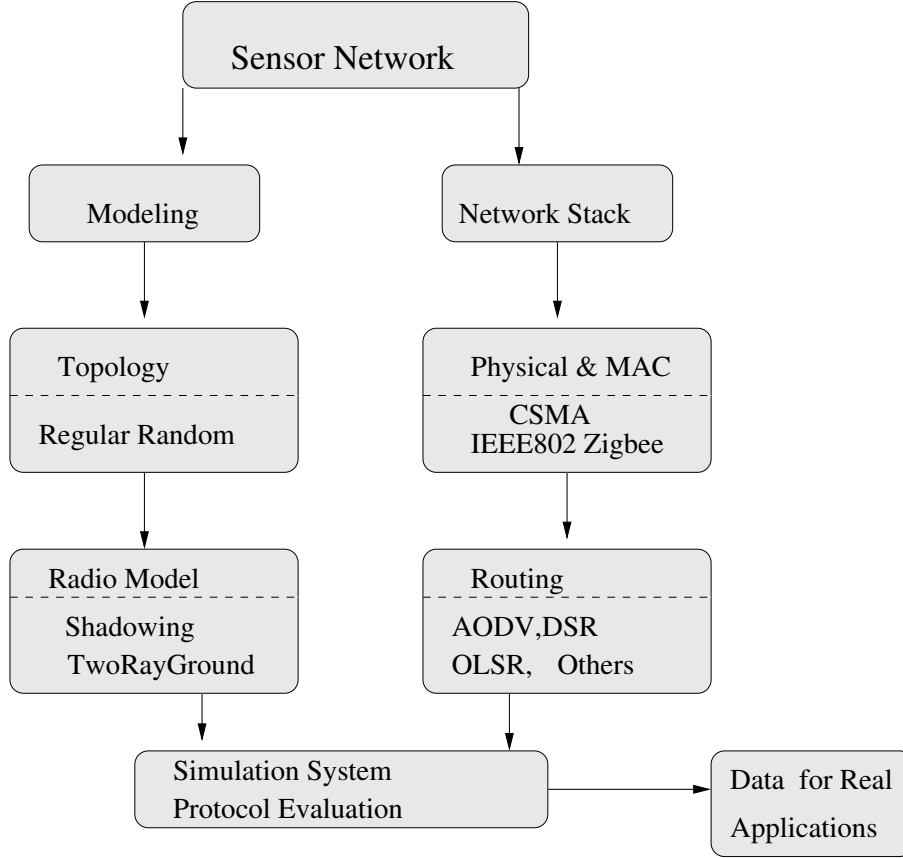 Sensor Network
Modeling
Network Stack
Topology
Regular Random
Physical & MAC
CSMA
IEEE802 Zigbee
Radio Model
Shadowing
TwoRayGround
Routing
AODV,DSR
OLSR, Others
Simulation System
Protocol Evaluation
Data for Real
Applications